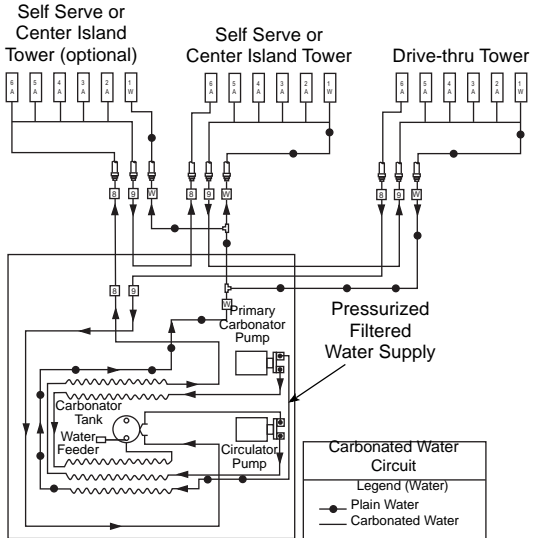 Self Serve or
Center Island
Tower (optional)
Self Serve or
Center Island Tower
Drive-thru Tower
6 A
5 A
4 A
3 A
2 A
1 W
6 A
5 A
4 A
3 A
2 A
1 W
6 A
5 A
4 A
3 A
2 A
1 W
8
9
W
8
9
W
8
9
W
8
9
W
Primary
Carbonator
Pump
Pressurized
Filtered
Water Supply
Carbonator
Tank
Water
Feeder
Circulator
Pump
Carbonated Water
Circuit
Legend (Water)
Plain Water
Carbonated Water